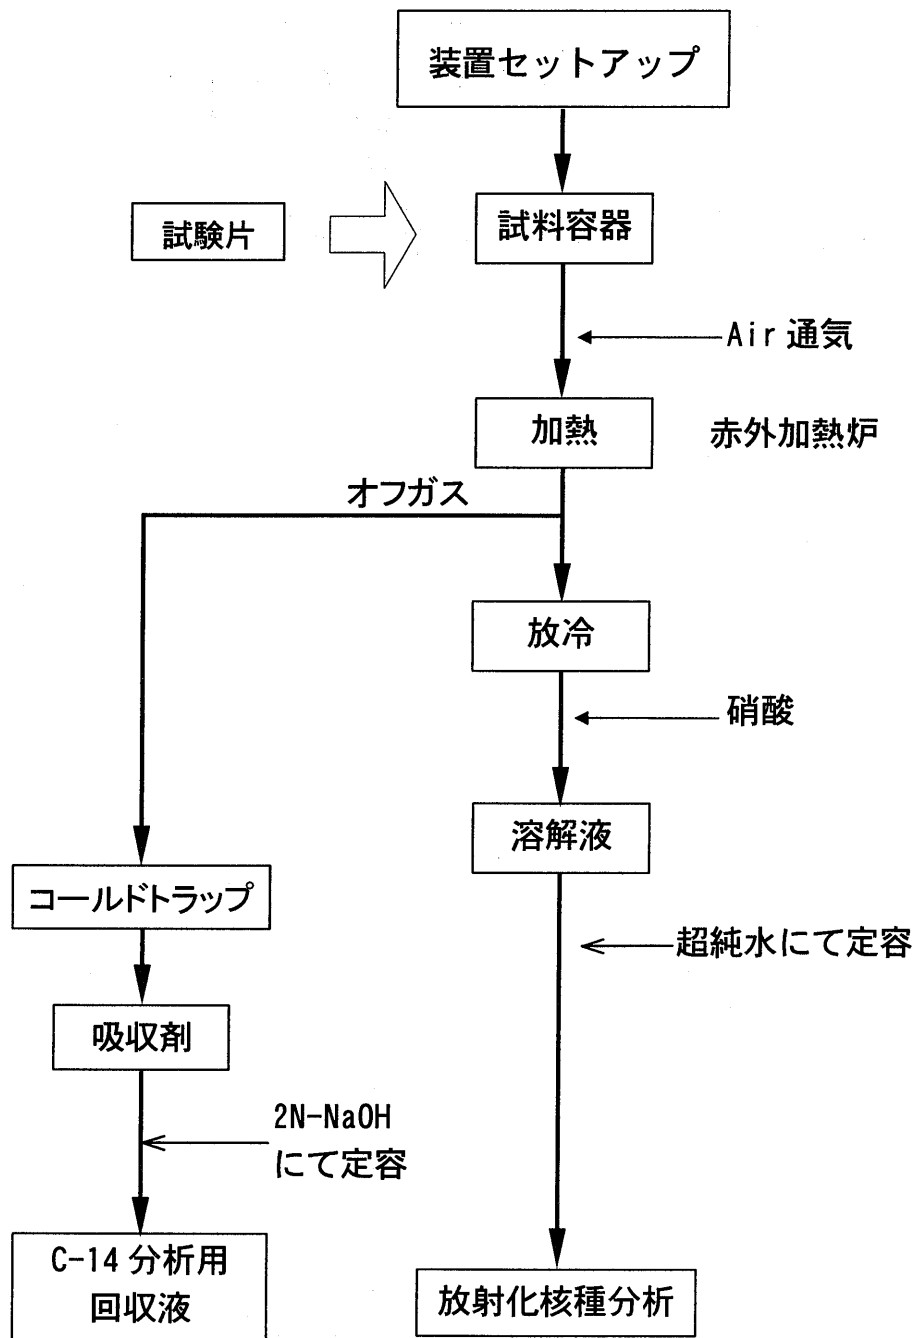 装置セットアップ
試験片
試料容器
Air 通気
加熱
赤外加熱炉
オフガス
放冷
硝酸
溶解液
コールドトラップ
超純水にて定容
吸収剤
2N-NaOH
にて定容
C-14 分析用
回収液
放射化核種分析